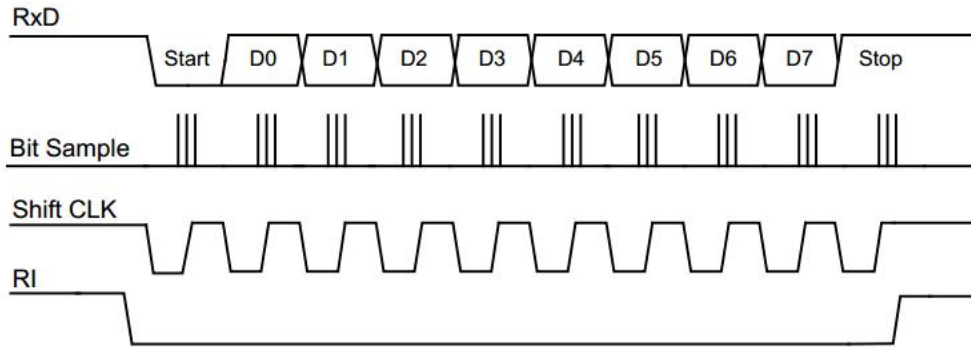 RxD
Start D0 D1 D2 D3 D4 D5 D6 D7 Stop
Bit Sample
Shift CLK
RI